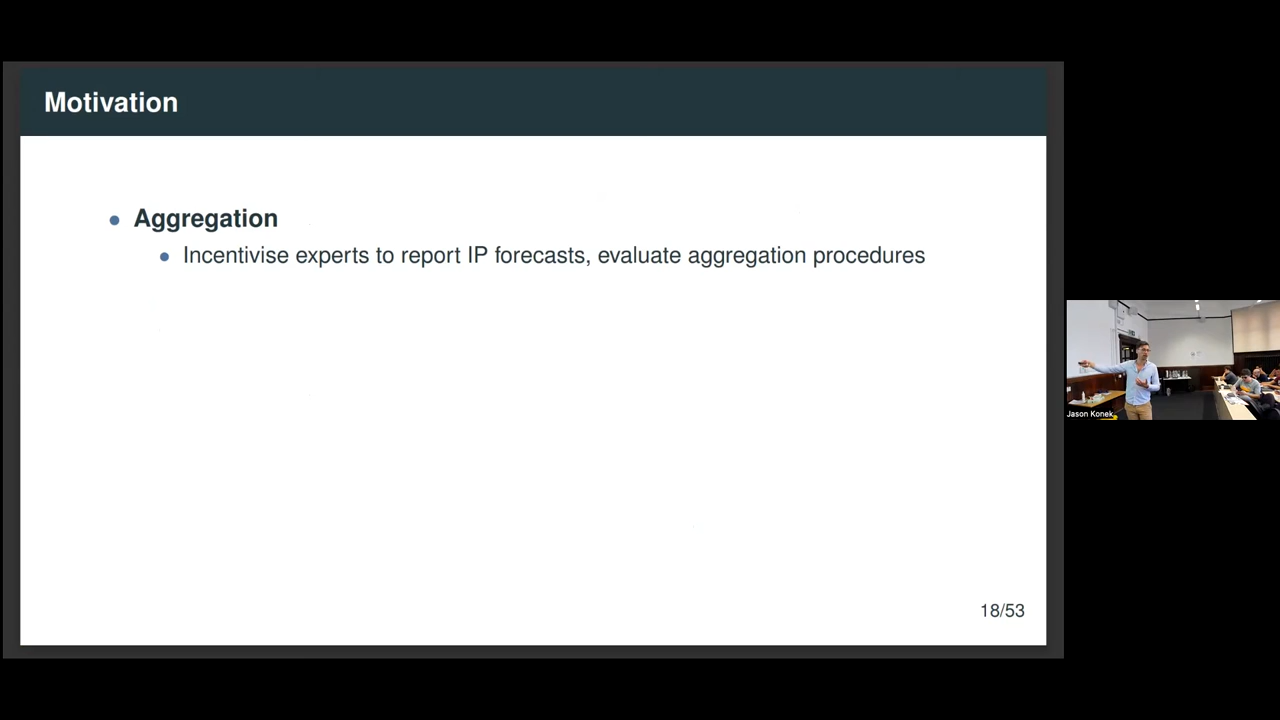 Motivation
Aggregation
Incentivise experts to report IP forecasts, evaluate aggregation procedures
18/53
Jason Konek